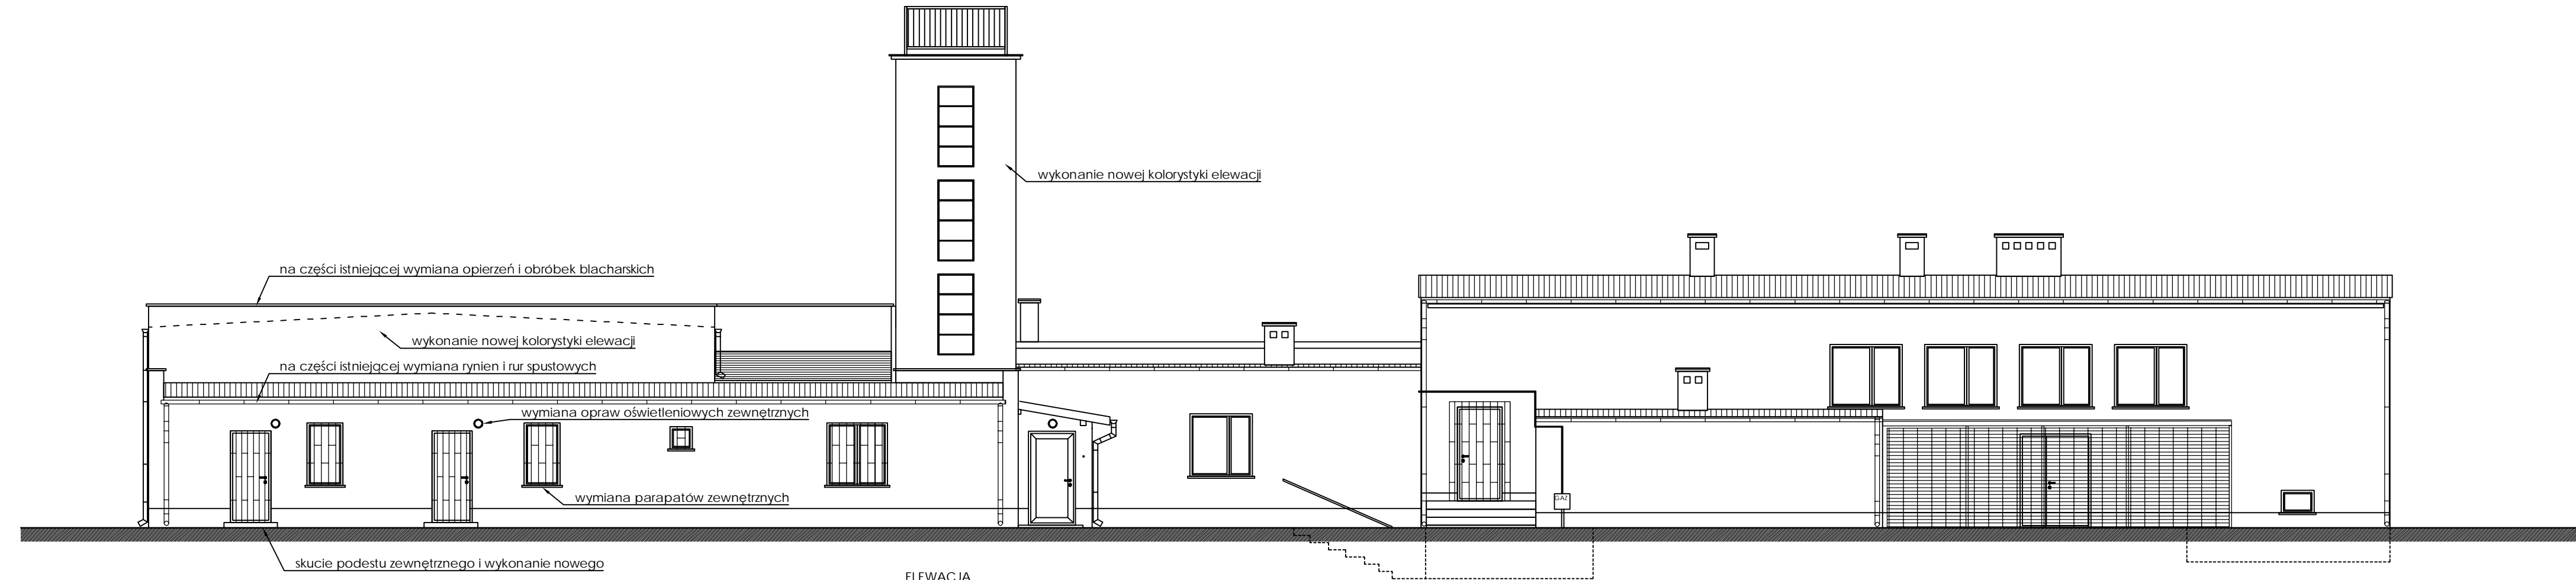 wykonanie nowej kolorystyki elewacji
na części istniejącej wymiana opierzeń i obróbek blacharskich
wykonanie nowej kolorystyki elewacji
na części istniejącej wymiana rynien i rur spustowych
wymiana opraw oświetleniowych zewnętrznych
wymiana parapatów zewnętrznych
GAZ
skucie podestu zewnętrznego i wykonanie nowego
ELEWACJA